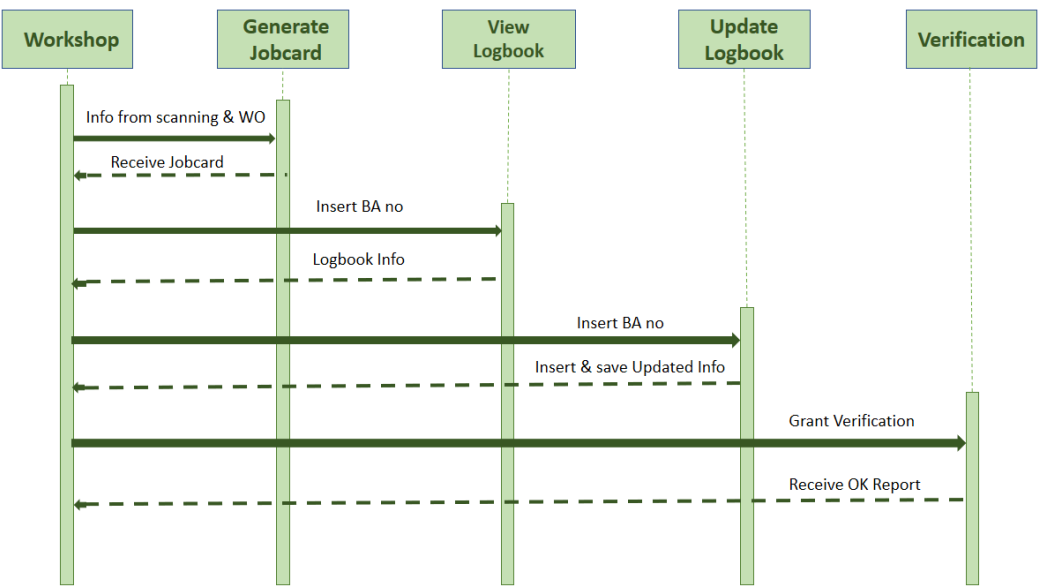 Workshop
Generate
Jobcard
View
Logbook
Update
Logbook
Verification
Info from scanning & WO
Receive Jobcard
Insert BA no
Logbook Info
Insert BA no
Insert & save Updated Info
Grant Verification
Receive OK Report